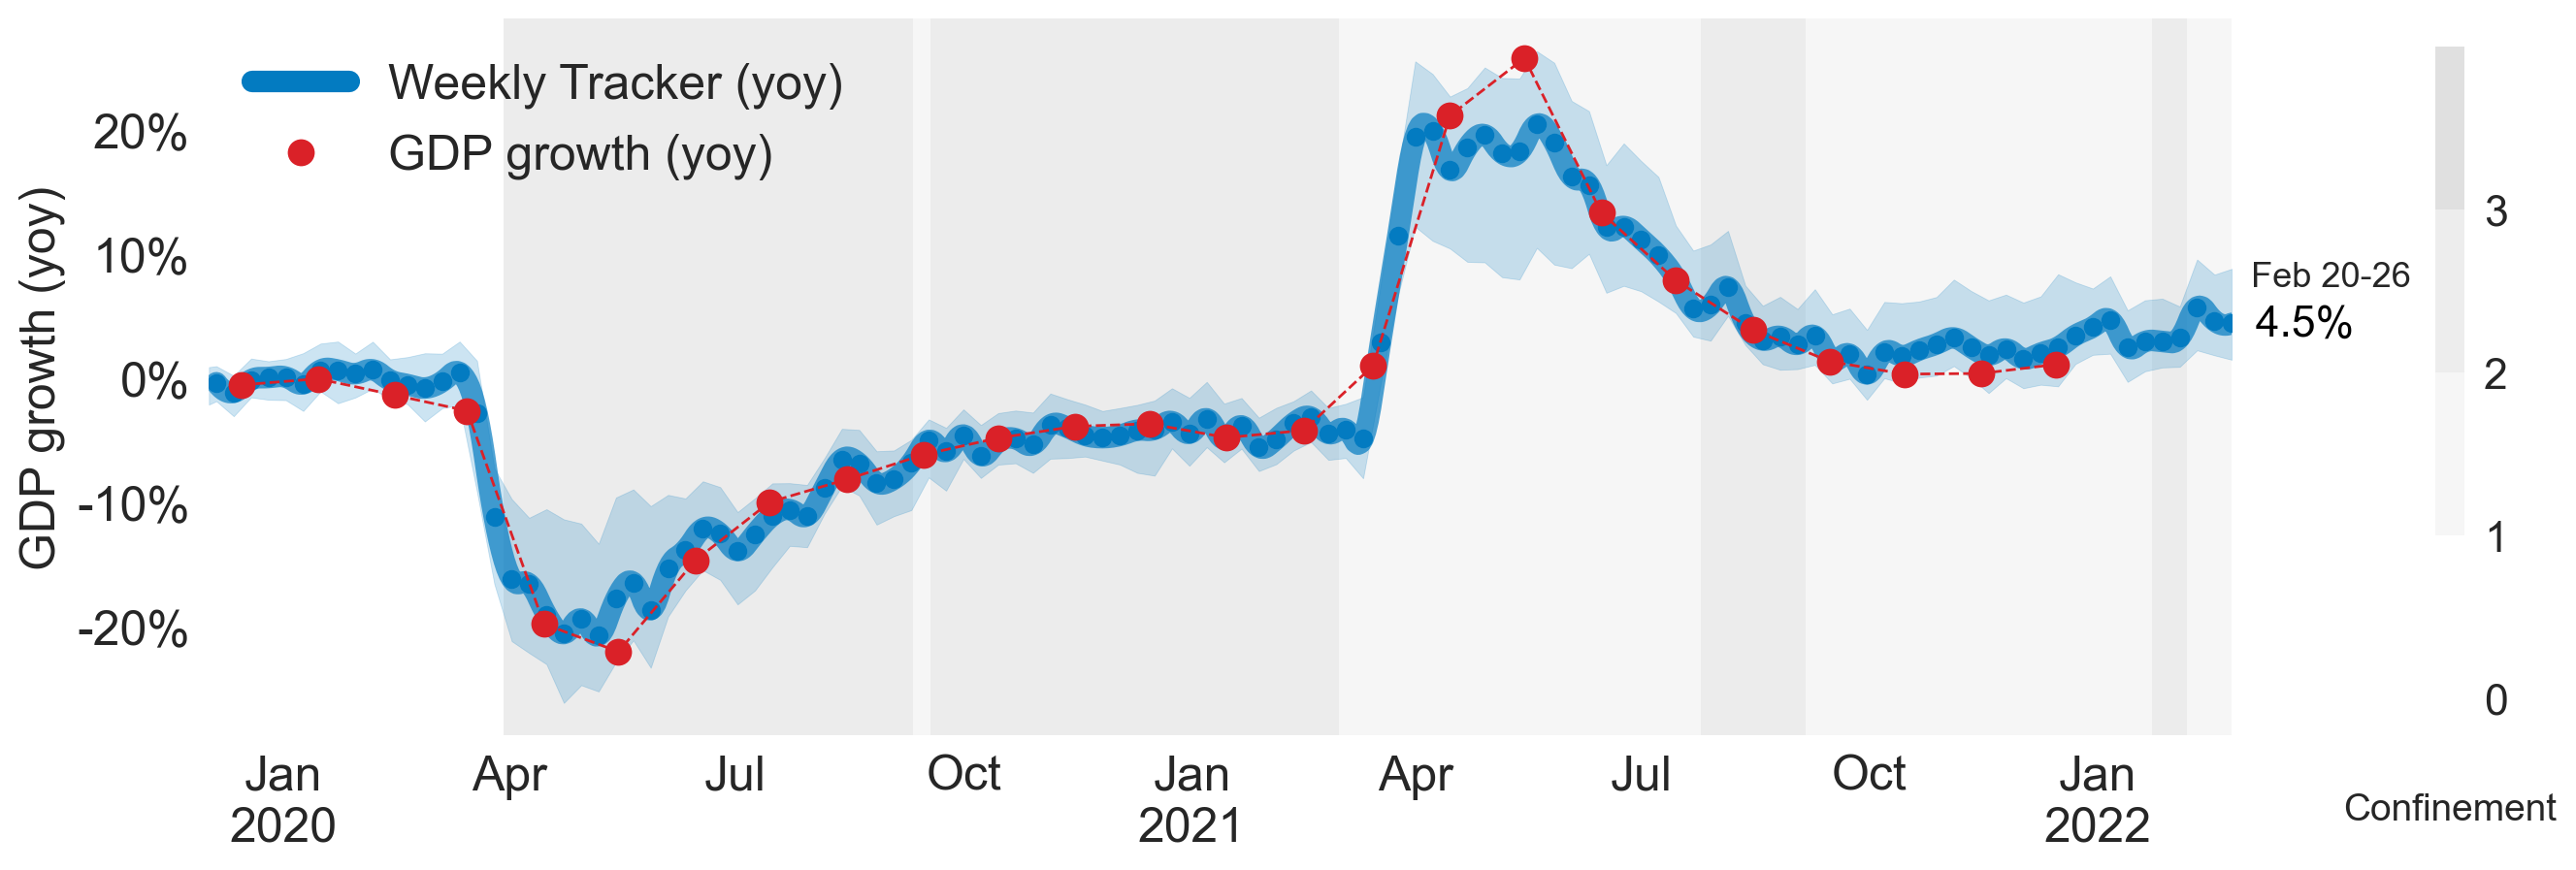 Weekly Tracker (yoy)
GDP growth (yoy)
GDP growth (yoy)
20%
10%
0%
-10%
-20%
Feb 20-26
4.5%
3
2
1
0
Jan Apr Jul Oct Jan Apr Jul Oct Jan
2020 2021 2022
Confinement